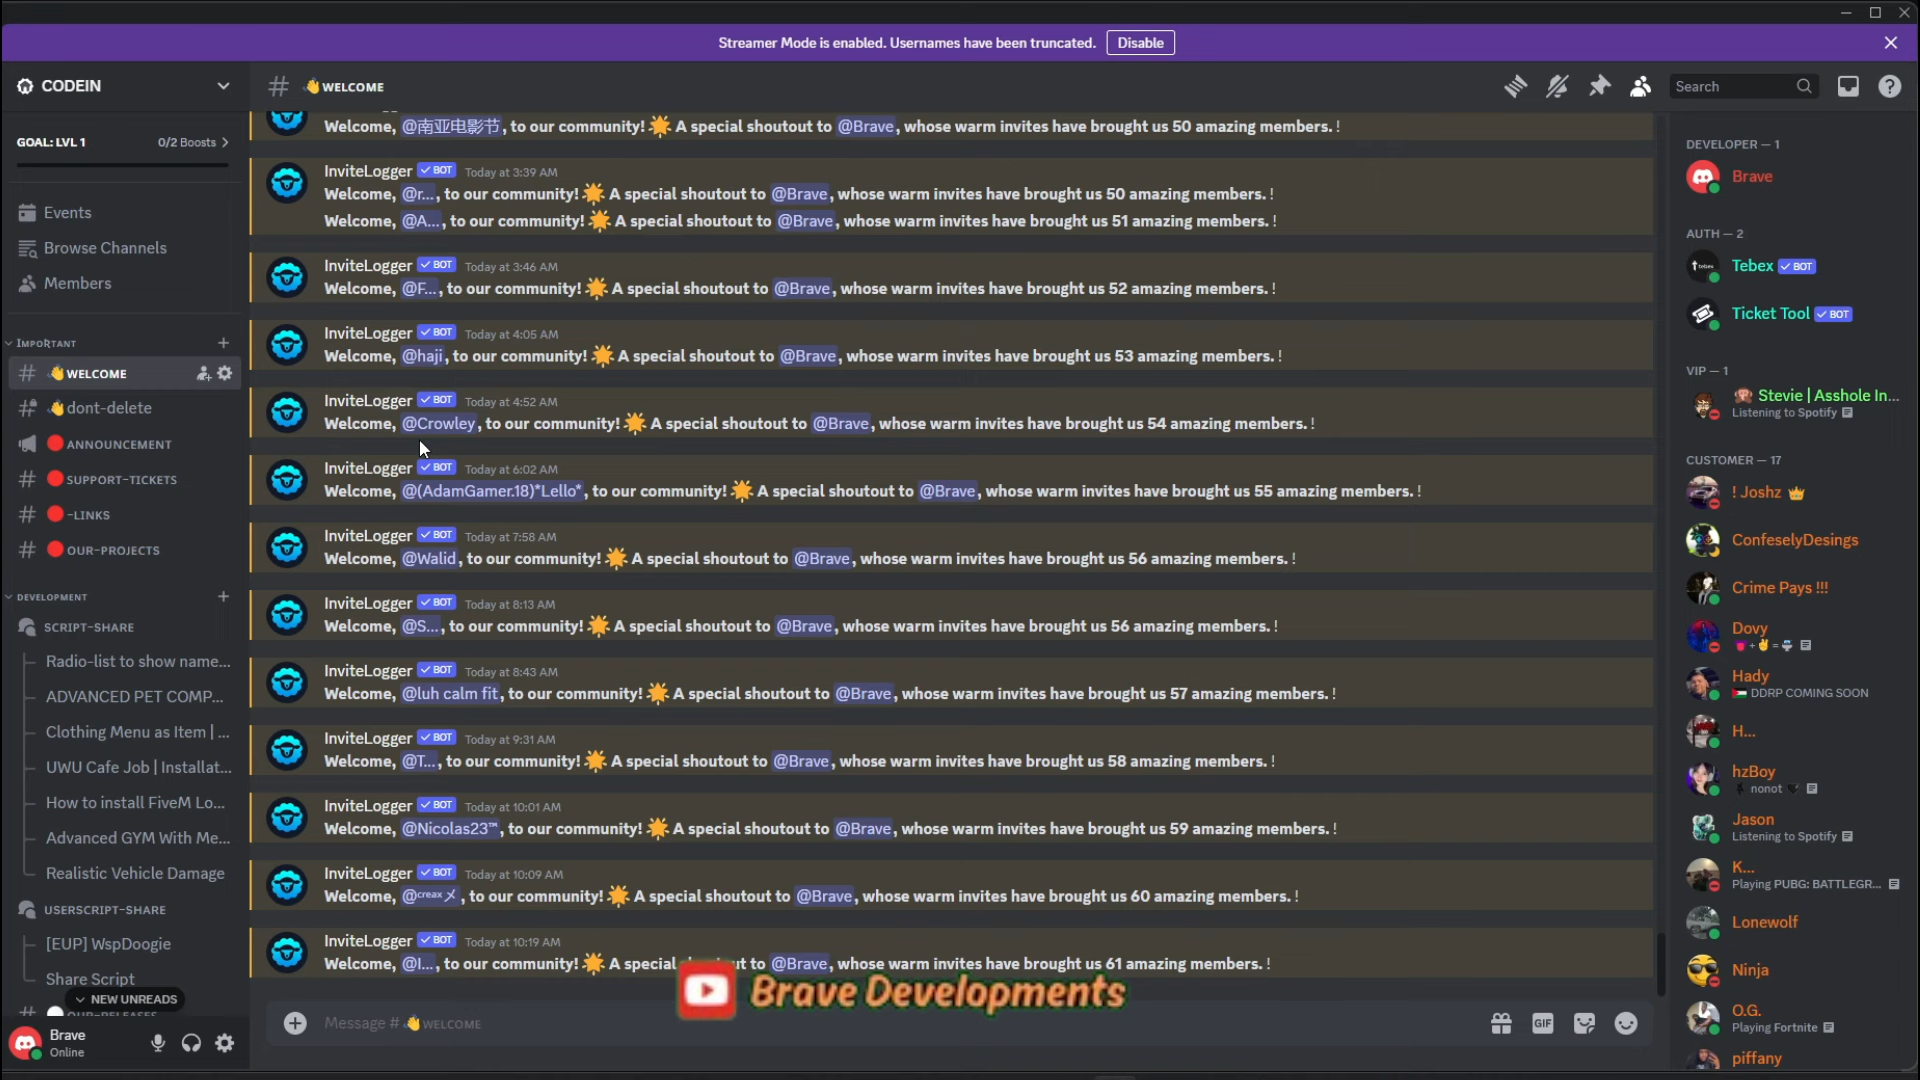 Streamer Mode is enabled. Usernames have been truncated. Disable
CODEIN
GOAL: LVL 1 0/2 Boosts
Events
Browse Channels
Members
IMPORTANT
WELCOME
dont-delete
ANNOUNCEMENT
SUPPORT-TICKETS
-LINKS
OUR-PROJECTS
DEVELOPMENT
SCRIPT-SHARE
Radio-list to show name...
ADVANCED PET COMP...
Clothing Menu as Item | ...
UWU Cafe Job | Installat...
How to install FiveM Lo...
Advanced GYM With Me...
Realistic Vehicle Damage
USERSCRIPT-SHARE
[EUP] WspDoogie
Share Script
NEW UNREADS
OUR-RELEASES
Brave
Online
# WELCOME
Search
Welcome, @南亚电影节, to our community! A special shoutout to @Brave, whose warm invites have brought us 50 amazing members. !
InviteLogger BOT Today at 3:39 AM
Welcome, @r..., to our community! A special shoutout to @Brave, whose warm invites have brought us 50 amazing members. !
Welcome, @A..., to our community! A special shoutout to @Brave, whose warm invites have brought us 51 amazing members. !
InviteLogger BOT Today at 3:46 AM
Welcome, @F..., to our community! A special shoutout to @Brave, whose warm invites have brought us 52 amazing members. !
InviteLogger BOT Today at 4:05 AM
Welcome, @haji, to our community! A special shoutout to @Brave, whose warm invites have brought us 53 amazing members. !
InviteLogger BOT Today at 4:52 AM
Welcome, @Crowley, to our community! A special shoutout to @Brave, whose warm invites have brought us 54 amazing members. !
InviteLogger BOT Today at 6:02 AM
Welcome, @(AdamGamer.18)*Lello*, to our community! A special shoutout to @Brave, whose warm invites have brought us 55 amazing members. !
InviteLogger BOT Today at 7:58 AM
Welcome, @Walid, to our community! A special shoutout to @Brave, whose warm invites have brought us 56 amazing members. !
InviteLogger BOT Today at 8:13 AM
Welcome, @S..., to our community! A special shoutout to @Brave, whose warm invites have brought us 56 amazing members. !
InviteLogger BOT Today at 8:43 AM
Welcome, @luh calm fit, to our community! A special shoutout to @Brave, whose warm invites have brought us 57 amazing members. !
InviteLogger BOT Today at 9:31 AM
Welcome, @T..., to our community! A special shoutout to @Brave, whose warm invites have brought us 58 amazing members. !
InviteLogger BOT Today at 10:01 AM
Welcome, @Nicolas23™, to our community! A special shoutout to @Brave, whose warm invites have brought us 59 amazing members. !
InviteLogger BOT Today at 10:09 AM
Welcome, @ᶜʳᵉᵃˣメ, to our community! A special shoutout to @Brave, whose warm invites have brought us 60 amazing members. !
InviteLogger BOT Today at 10:19 AM
Welcome, @I..., to our community! A special to @Brave, whose warm invites have brought us 61 amazing members. !
Brave Developments
Message # WELCOME
GIF
DEVELOPER — 1
Brave
AUTH — 2
Tebex BOT
Ticket Tool BOT
VIP — 1
Stevie | Asshole In...
Listening to Spotify
CUSTOMER — 17
! Joshz
ConfeselyDesings
Crime Pays !!!
Dovy
+ =
Hady
DDRP COMING SOON
H...
hzBoy
nonot
Jason
Listening to Spotify
K...
Playing PUBG: BATTLEGR...
Lonewolf
Ninja
O.G.
Playing Fortnite
piffany